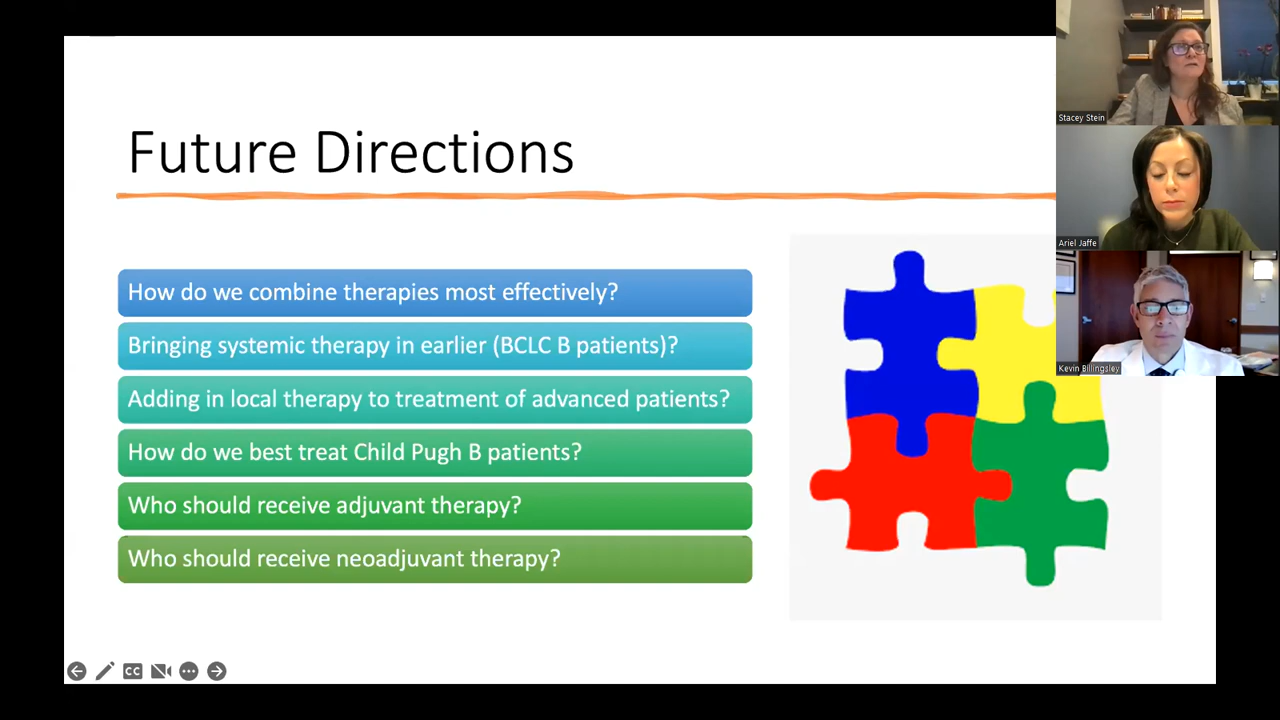 Future Directions
How do we combine therapies most effectively?
Bringing systemic therapy in earlier (BCLC B patients)?
Adding in local therapy to treatment of advanced patients?
How do we best treat Child Pugh B patients?
Who should receive adjuvant therapy?
Who should receive neoadjuvant therapy?
Stacey Stein
Ariel Jaffe
Kevin Billingsley
CC